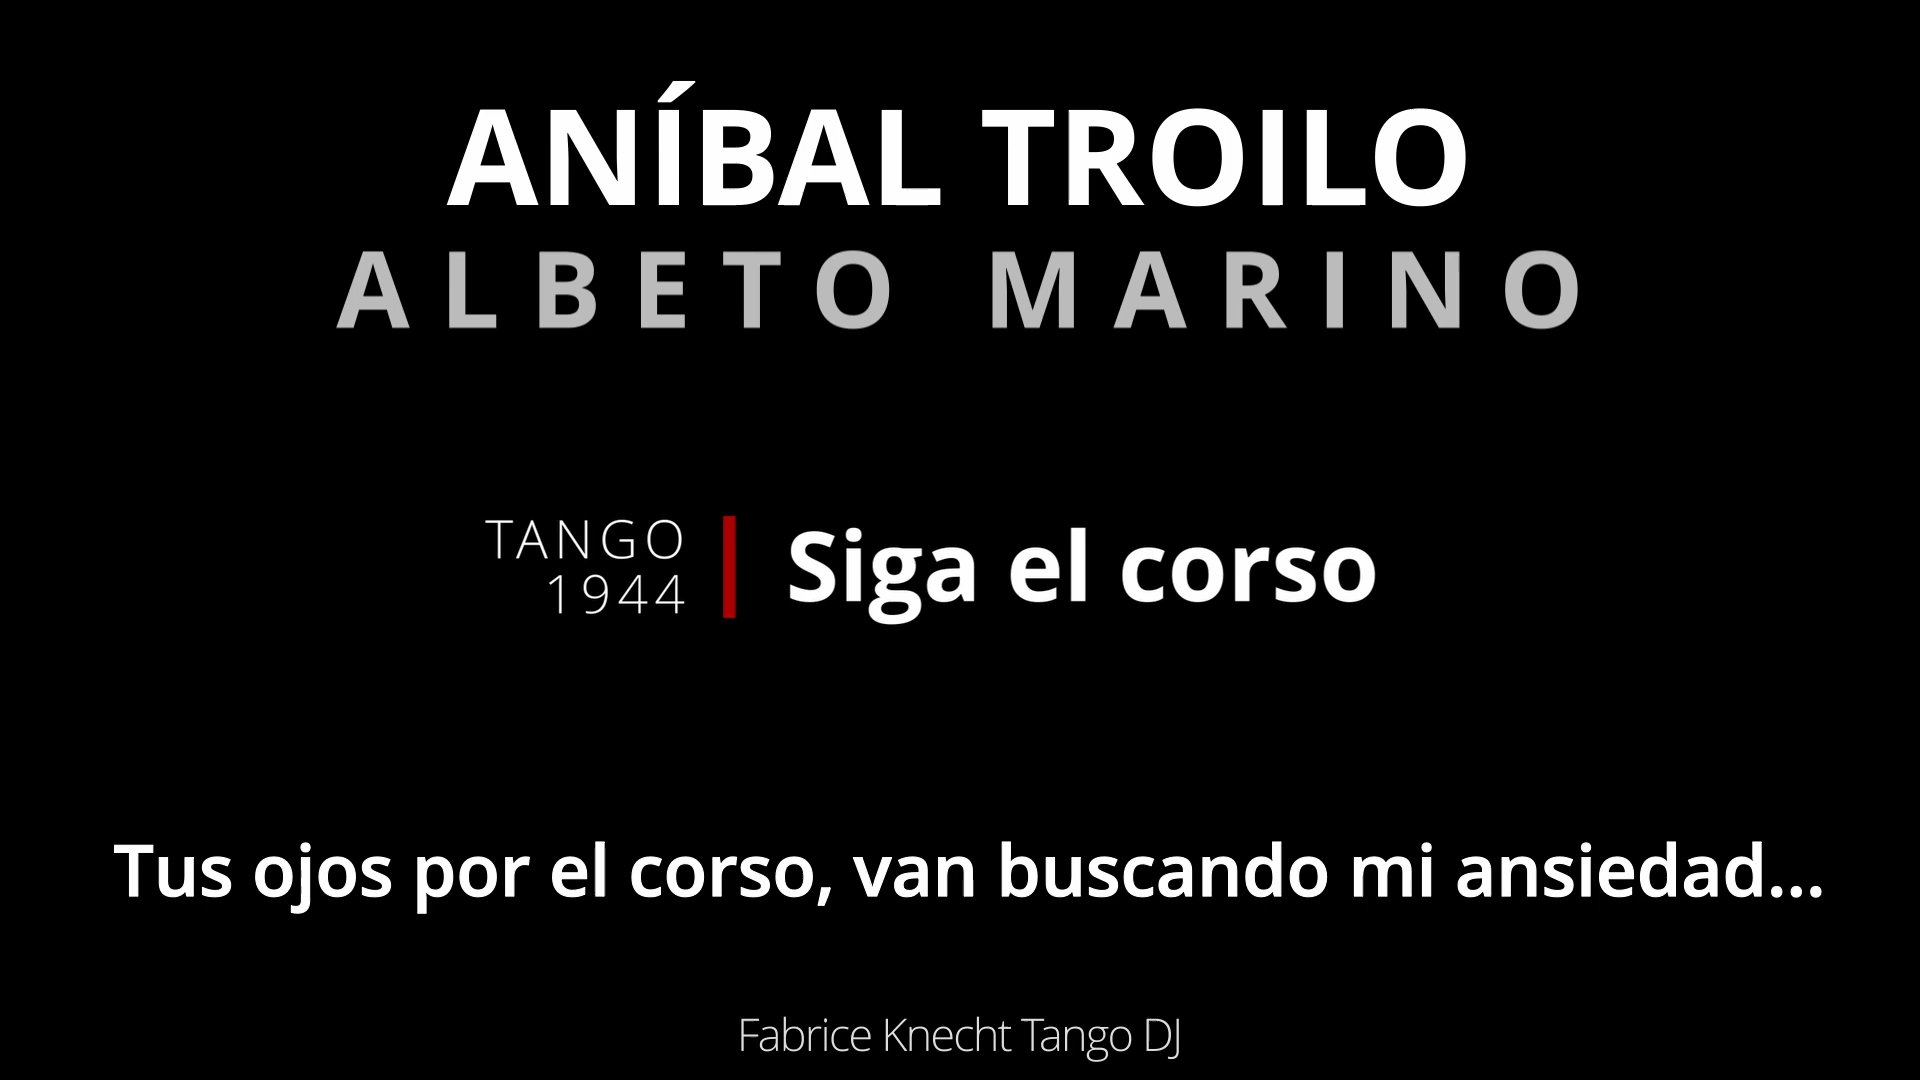 ANÍBAL TROILO
ALBETO MARINO
TANGO
1944
Siga el corso
Tus ojos por el corso, van buscando mi ansiedad...
Fabrice Knecht Tango DJ